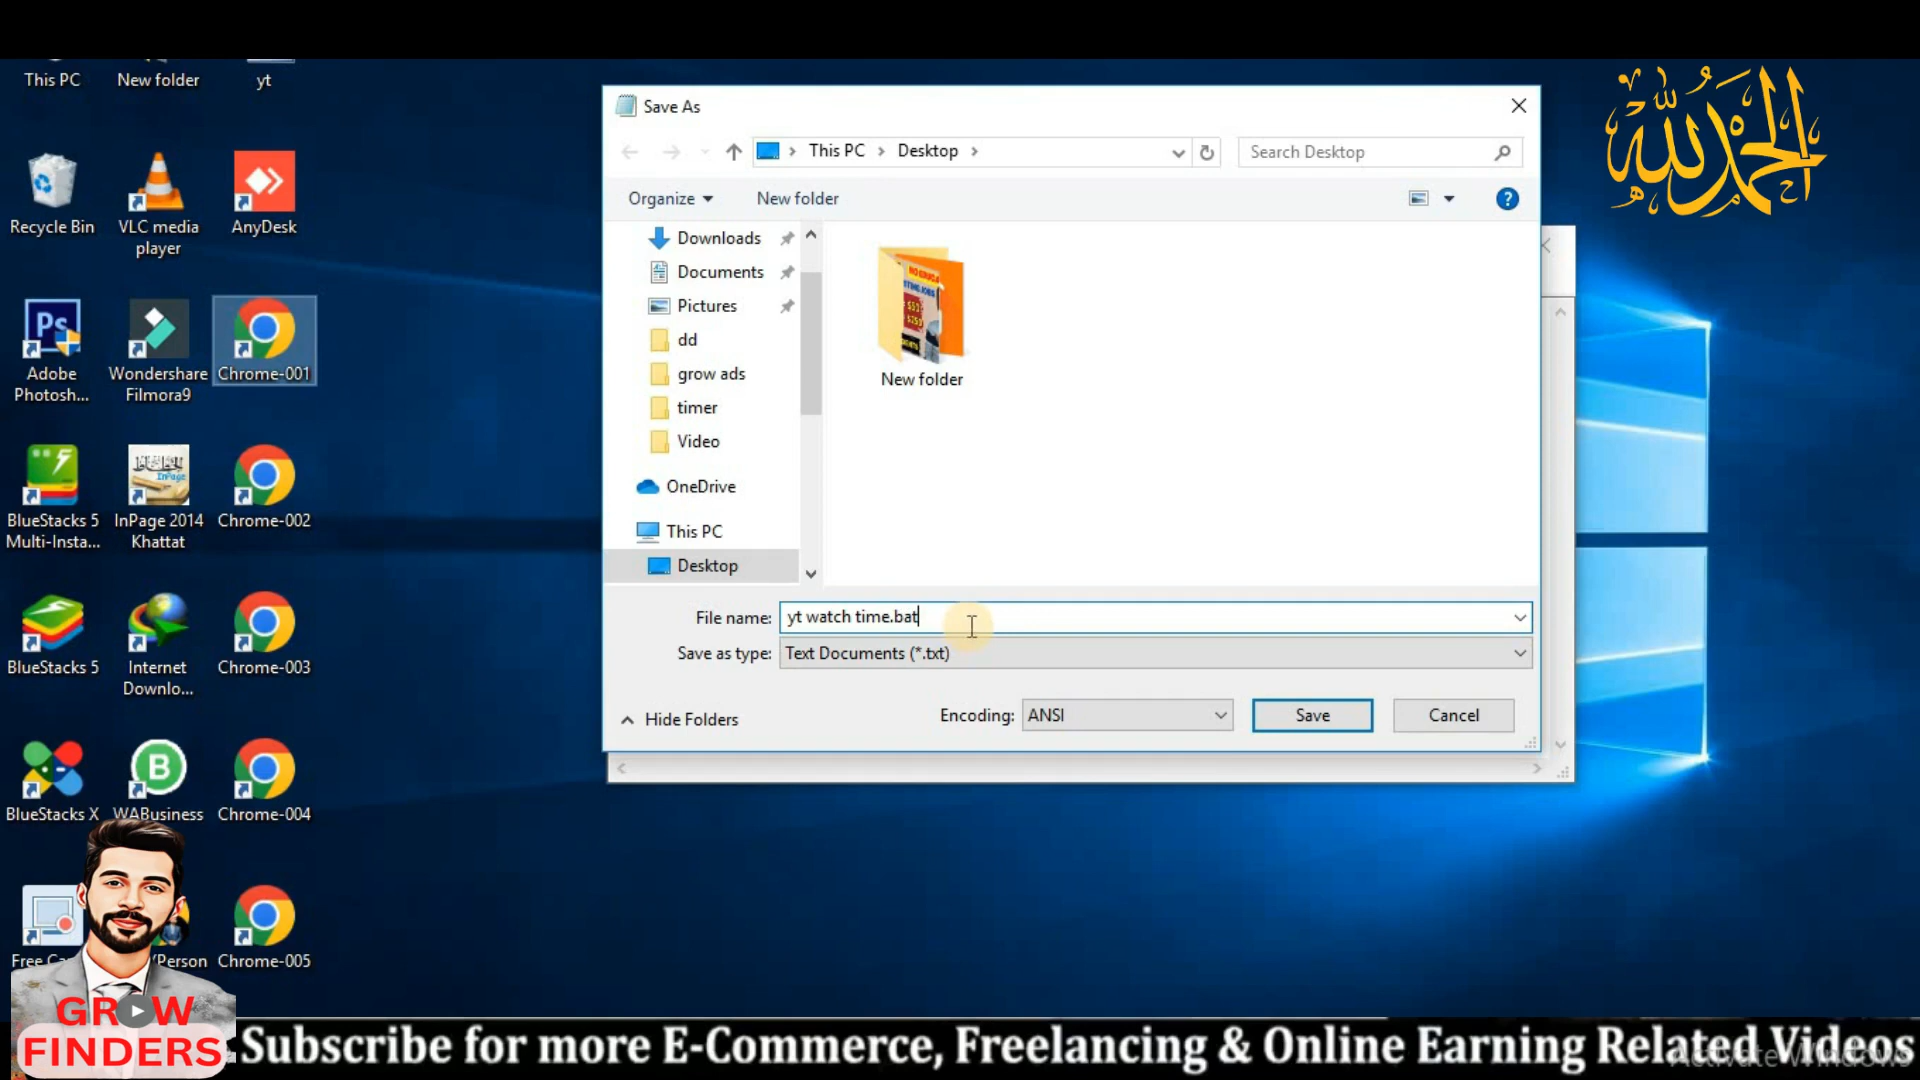 This PC
New folder
yt
Recycle Bin
VLC media
player
AnyDesk
Adobe
Photosh...
Wondershare
Filmora9
Chrome-001
BlueStacks 5
Multi-Insta...
InPage 2014
Khattat
Chrome-002
BlueStacks 5
Internet
Downlo...
Chrome-003
BlueStacks X
WABusiness
Chrome-004
Person
Chrome-005
Save As
This PC
Desktop
Search Desktop
Organize
New folder
Downloads
Documents
Pictures
dd
grow ads
timer
Video
OneDrive
This PC
Desktop
New folder
File name: yt watch time.bat
Save as type: Text Documents (*.txt)
Hide Folders
Encoding: ANSI
Save
Cancel
الحمد لله
GROW
FINDERS
Subscribe for more E-Commerce, Freelancing & Online Earning Related Videos
Activate Windows